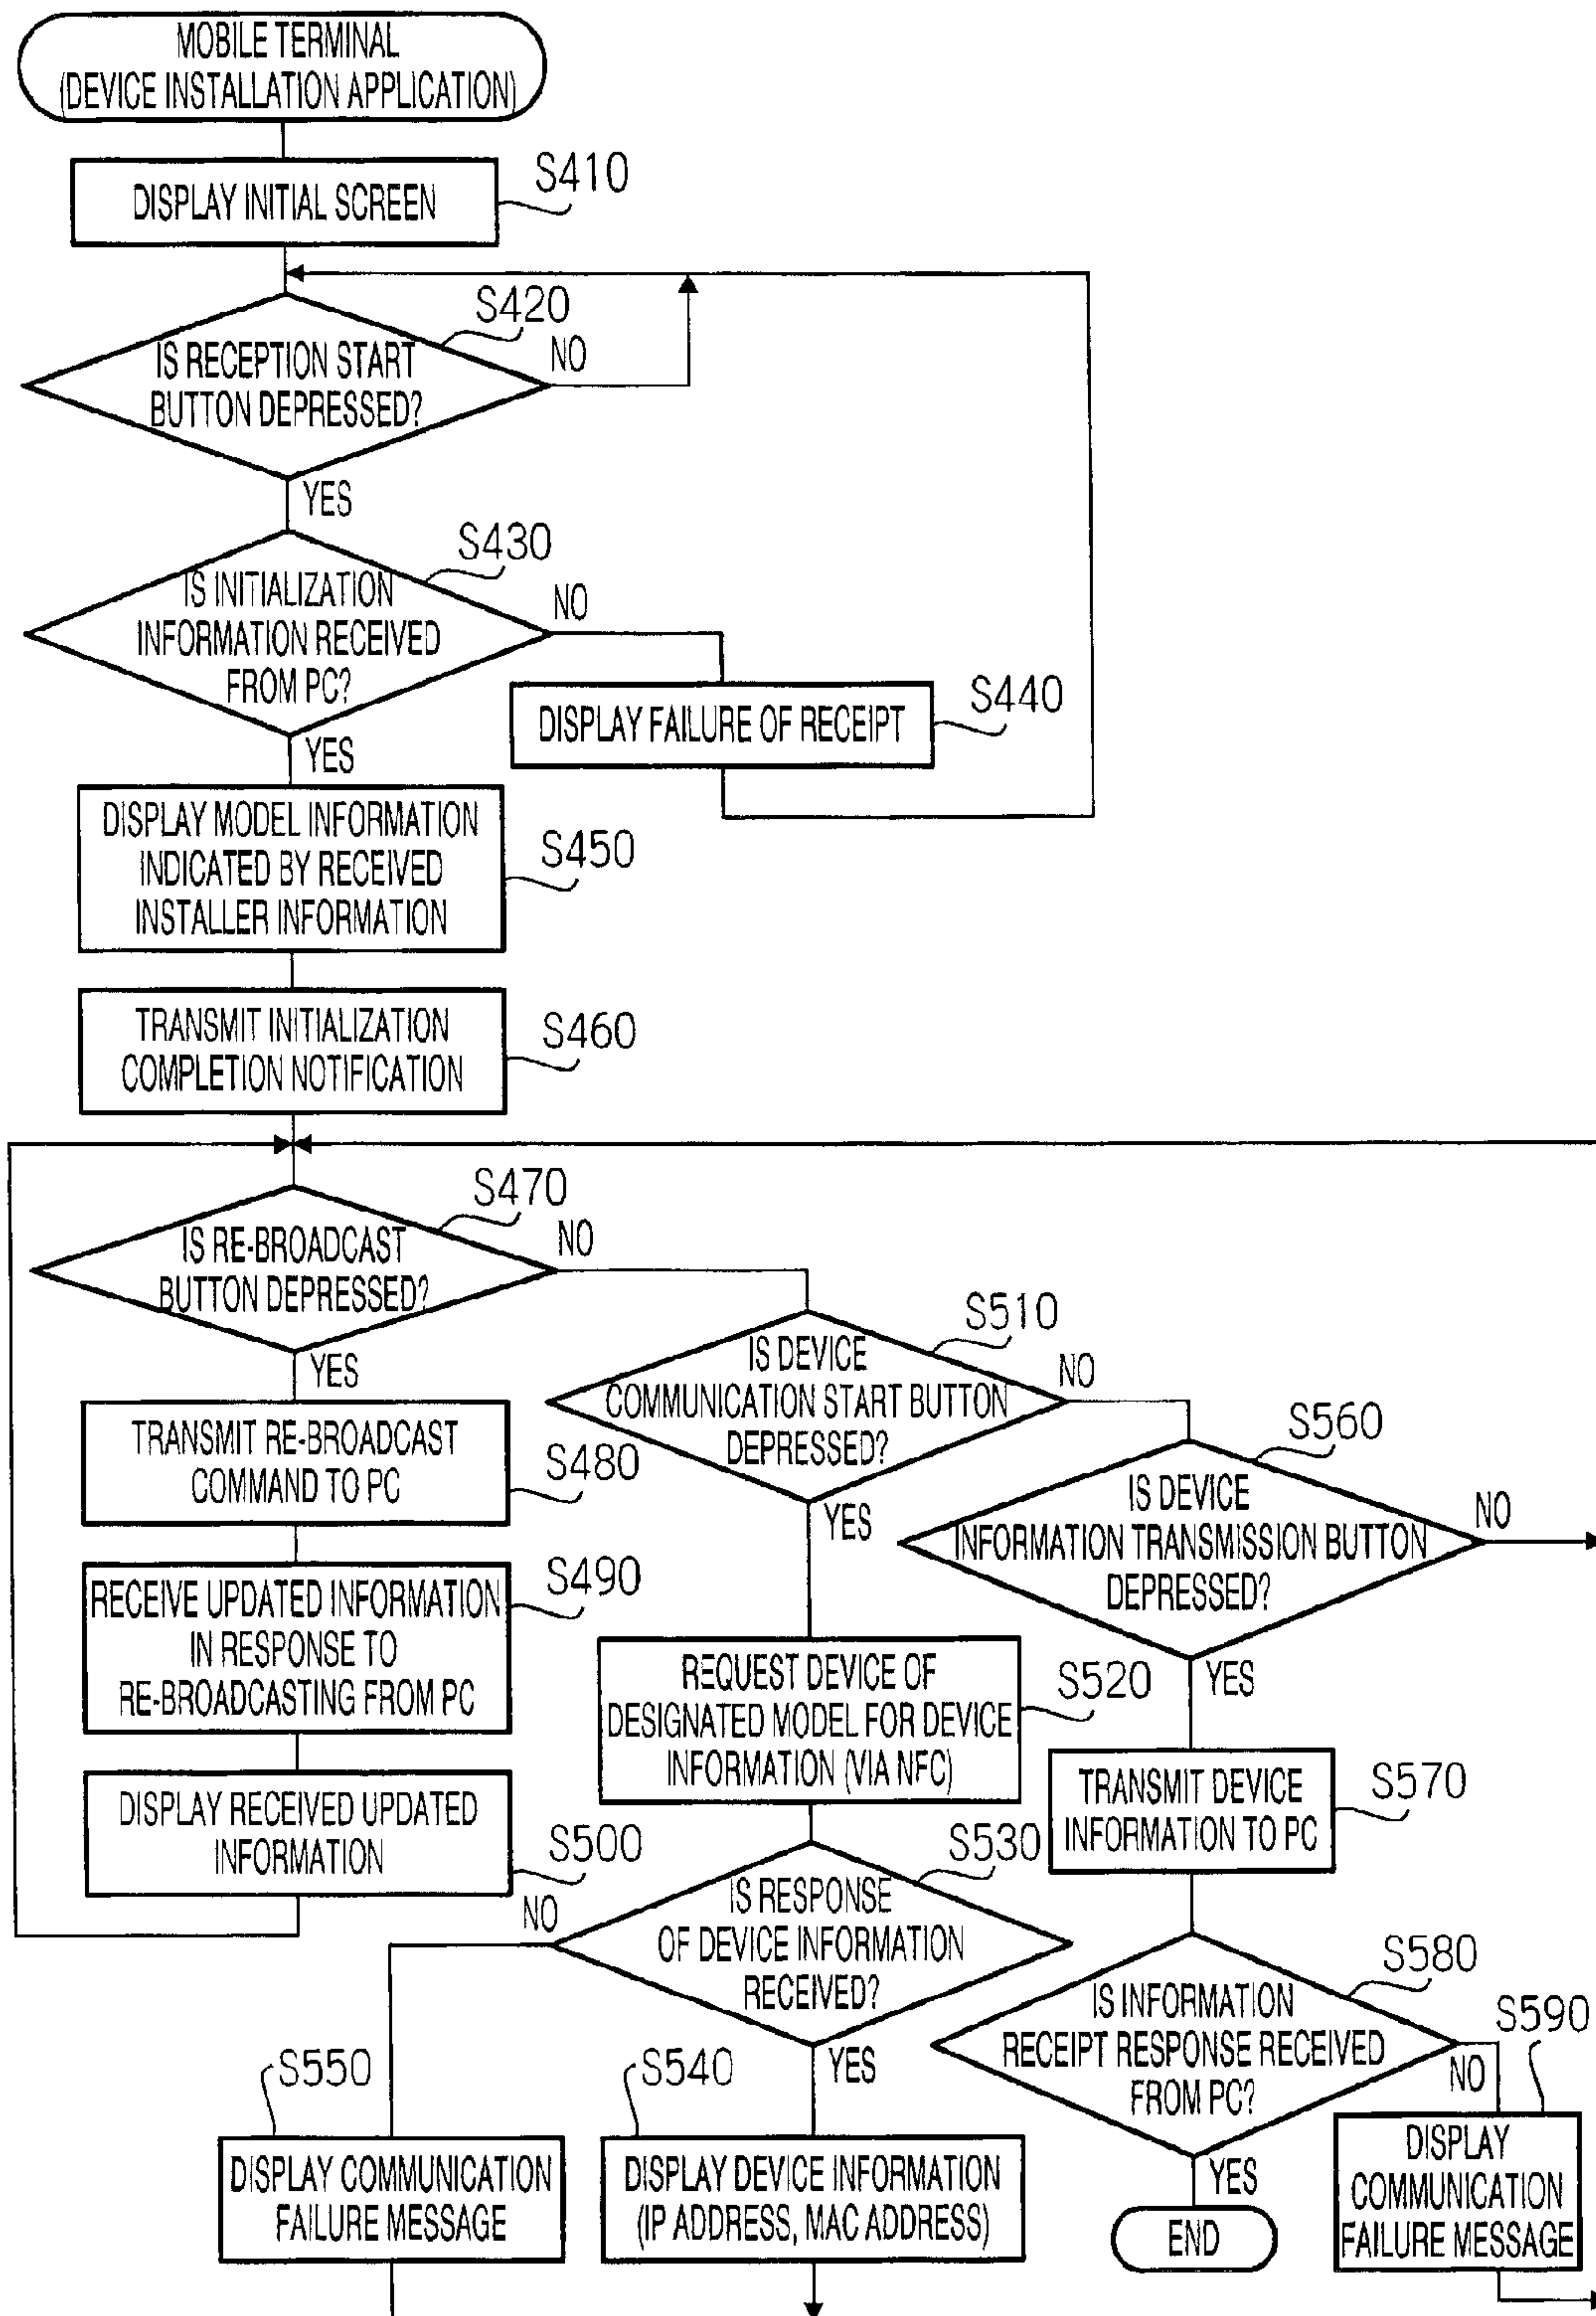 MOBILE TERMINAL
(DEVICE INSTALLATION APPLICATION)
DISPLAY INITIAL SCREEN
S410
S420
IS RECEPTION START
BUTTON DEPRESSED?
NO
YES
S430
IS INITIALIZATION
INFORMATION RECEIVED
FROM PC?
NO
YES
DISPLAY FAILURE OF RECEIPT
S440
DISPLAY MODEL INFORMATION
INDICATED BY RECEIVED
INSTALLER INFORMATION
S450
TRANSMIT INITIALIZATION
COMPLETION NOTIFICATION
S460
S470
IS RE-BROADCAST
BUTTON DEPRESSED?
NO
YES
TRANSMIT RE-BROADCAST
COMMAND TO PC
S480
RECEIVE UPDATED INFORMATION
IN RESPONSE TO
RE-BROADCASTING FROM PC
S490
DISPLAY RECEIVED UPDATED
INFORMATION
S500
S510
IS DEVICE
COMMUNICATION START BUTTON
DEPRESSED?
NO
YES
REQUEST DEVICE OF
DESIGNATED MODEL FOR DEVICE
INFORMATION (VIA NFC)
S520
S530
IS RESPONSE
OF DEVICE INFORMATION
RECEIVED?
NO
YES
S550
DISPLAY COMMUNICATION
FAILURE MESSAGE
S540
DISPLAY DEVICE INFORMATION
(IP ADDRESS, MAC ADDRESS)
S560
IS DEVICE
INFORMATION TRANSMISSION BUTTON
DEPRESSED?
NO
YES
TRANSMIT DEVICE
INFORMATION TO PC
S570
S580
IS INFORMATION
RECEIPT RESPONSE RECEIVED
FROM PC?
NO
YES
END
S590
DISPLAY
COMMUNICATION
FAILURE MESSAGE